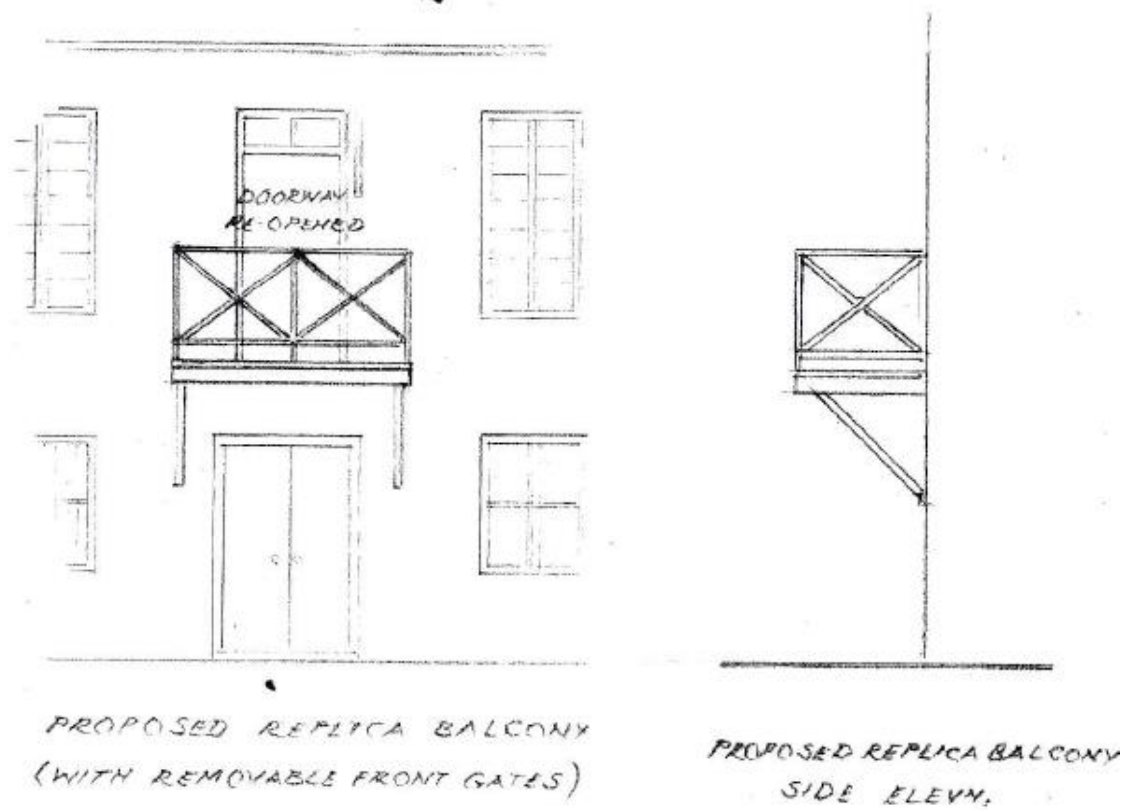 DOORWAY
RE-OPENED
PROPOSED REPLICA BALCONY
(WITH REMOVABLE FRONT GATES)
PROPOSED REPLICA BALCONY
SIDE ELEVN.